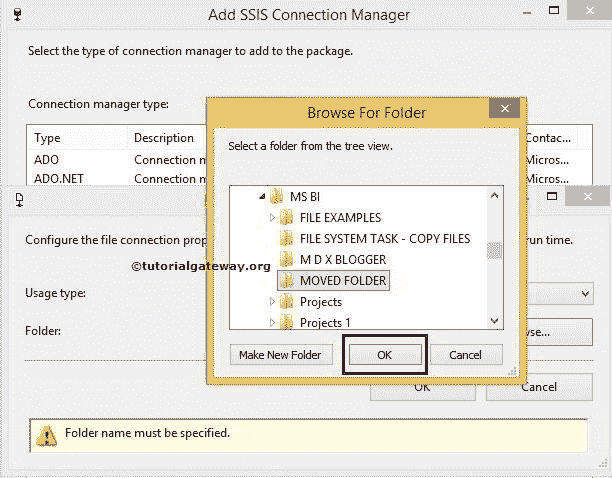 Add SSIS Connection Manager
Select the type of connection manager to add to the package.
Connection manager type:
Type Description Contac...
ADO Connection m Micros...
ADO.NET Connection m Micros...
Browse For Folder
Select a folder from the tree view.
MS BI
FILE EXAMPLES
FILE SYSTEM TASK - COPY FILES
M D X BLOGGER
MOVED FOLDER
Projects
Projects 1
Make New Folder OK Cancel
Configure the file connection prop run time.
©tutorialgateway.org
Usage type:
Folder: wse...
OK Cancel
Folder name must be specified.